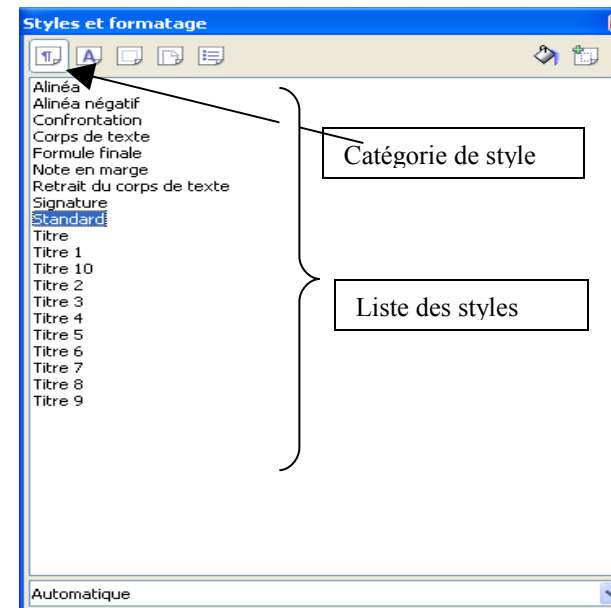 Styles et formatage
Alinéa
Alinéa négatif
Confrontation
Corps de texte
Formule finale
Note en marge
Retrait du corps de texte
Signature
Standard
Titre
Titre 1
Titre 10
Titre 2
Titre 3
Titre 4
Titre 5
Titre 6
Titre 7
Titre 8
Titre 9
Catégorie de style
Liste des styles
Automatique